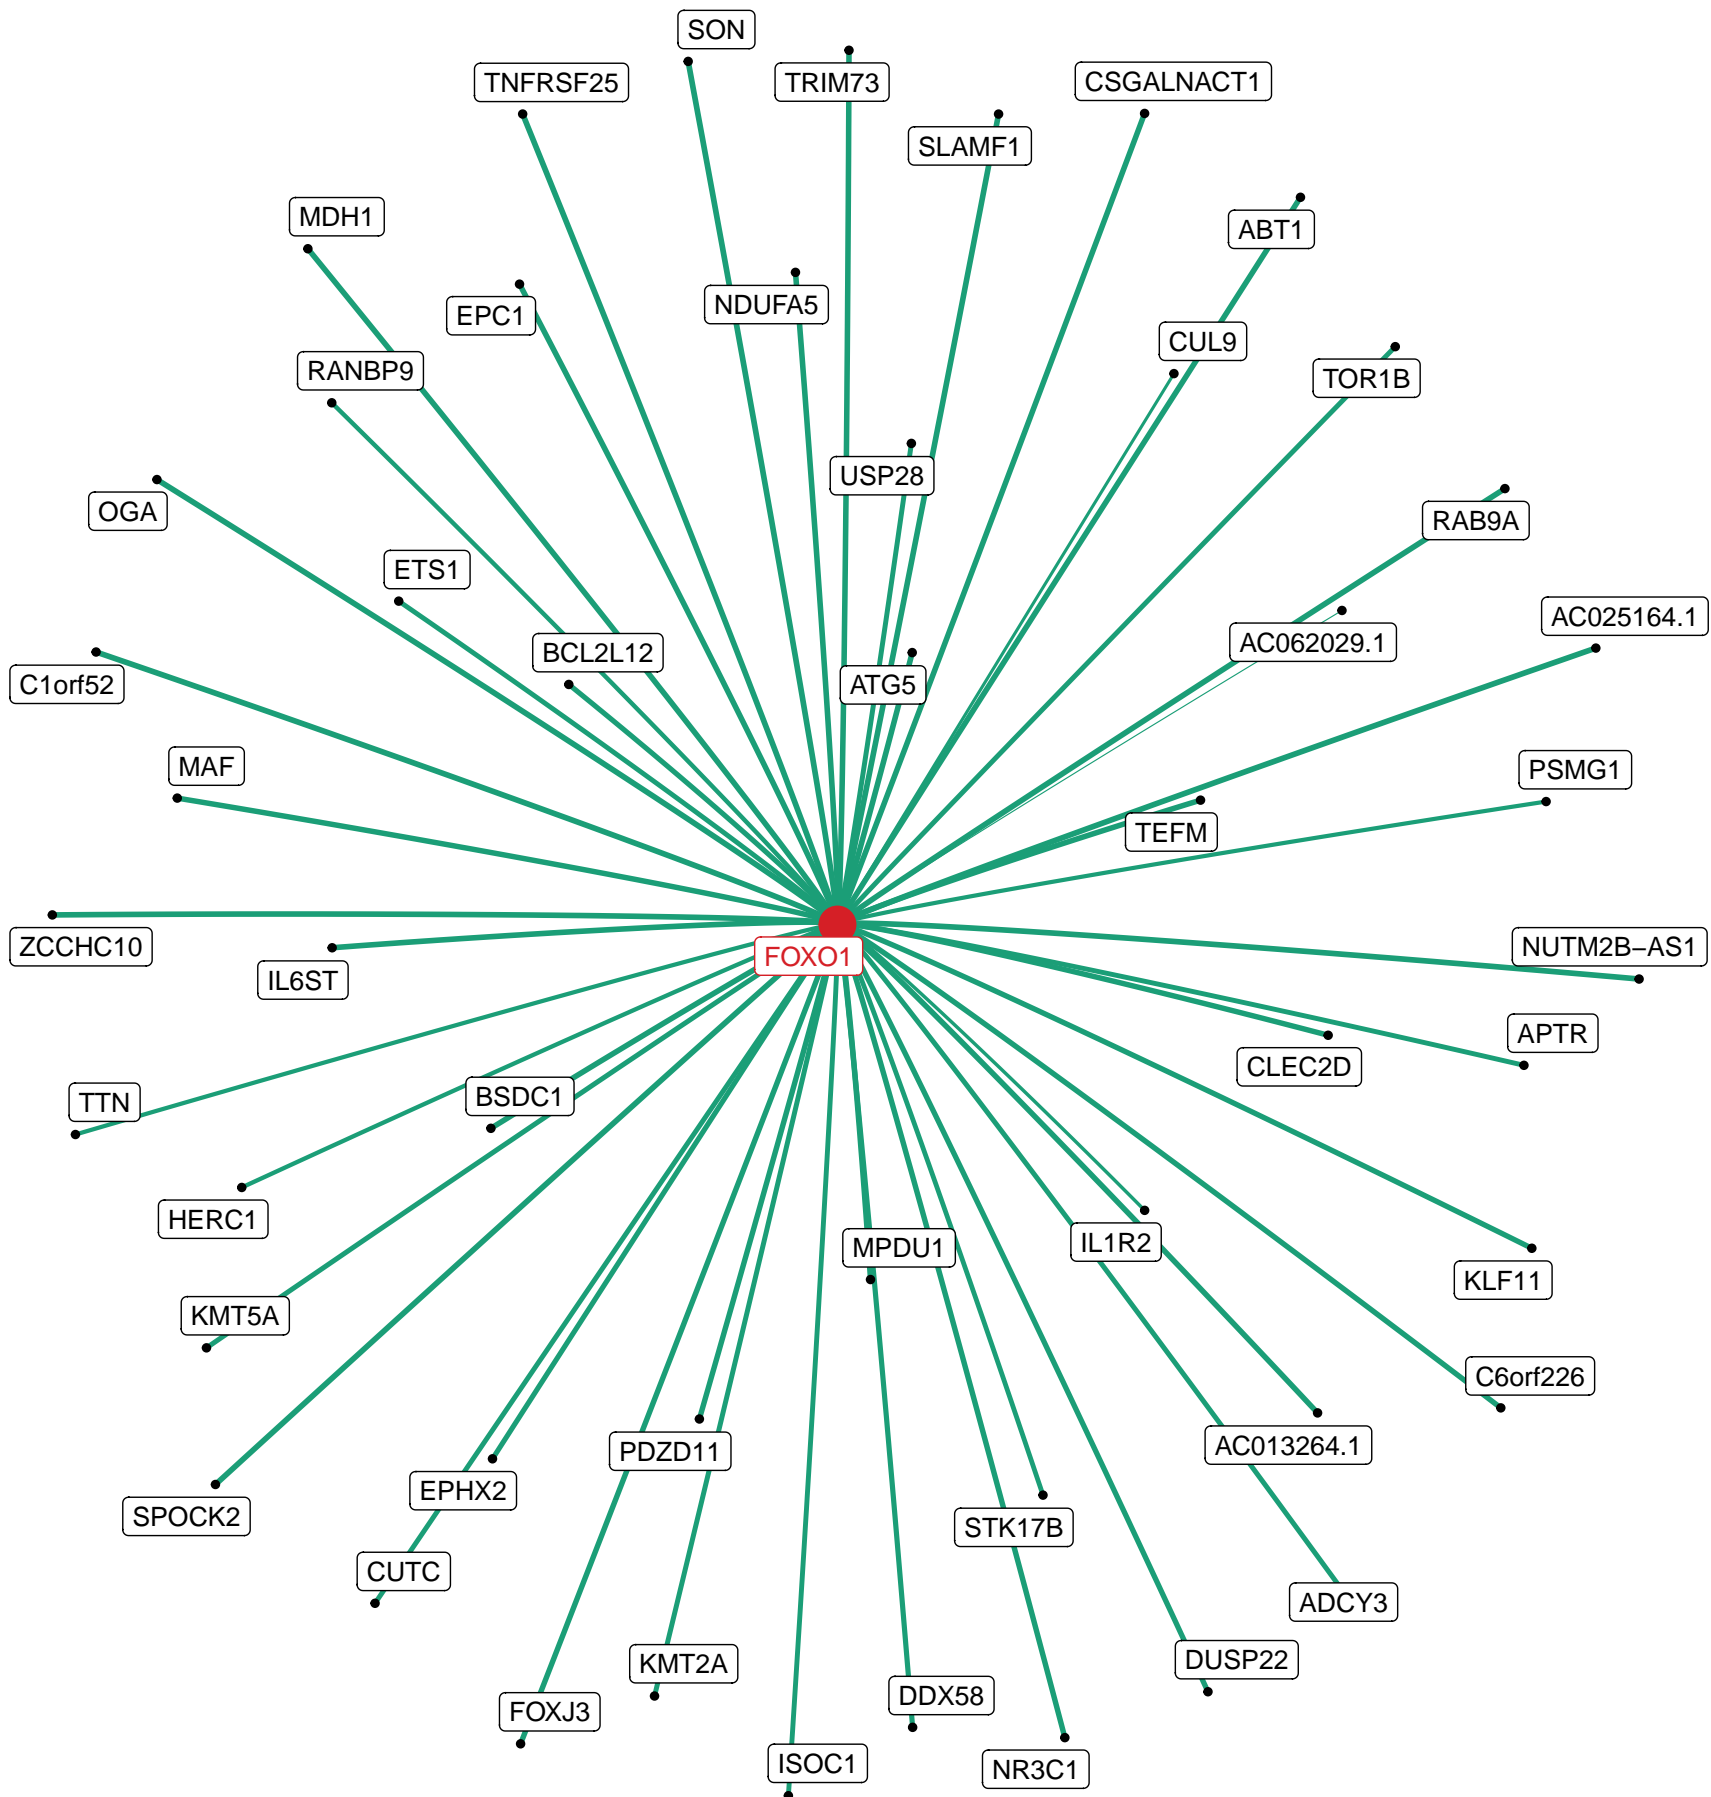 SON
TNFRSF25
TRIM73
CSGALNACT1
SLAMF1
MDH1
ABT1
NDUFA5
EPC1
CUL9
RANBP9
TOR1B
USP28
OGA
RAB9A
ETS1
AC025164.1
AC062029.1
BCL2L12
C1orf52
ATG5
MAF
PSMG1
TEFM
ZCCHC10
NUTM2B−AS1
FOXO1
IL6ST
APTR
CLEC2D
BSDC1
TTN
HERC1
IL1R2
MPDU1
KLF11
KMT5A
C6orf226
AC013264.1
PDZD11
EPHX2
SPOCK2
STK17B
CUTC
ADCY3
DUSP22
KMT2A
DDX58
FOXJ3
ISOC1
NR3C1